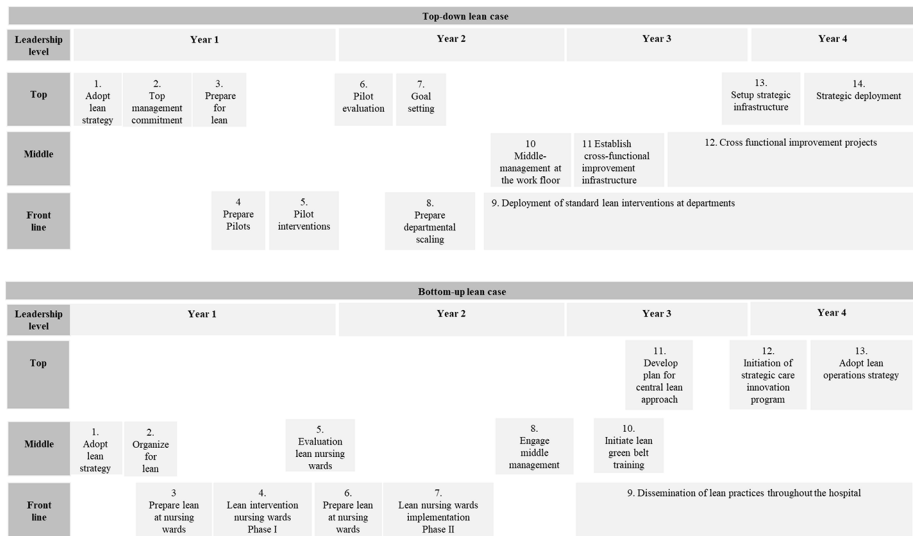 Top-down lean case
Leadership
level
Year 1
Year 2
Year 3
Year 4
Top
1.
Adopt
lean
strategy
2.
Top
management
commitment
3.
Prepare
for
lean
6.
Pilot
evaluation
7.
Goal
setting
13.
Setup strategic
infrastructure
14.
Strategic deployment
Middle
10
Middle-
management at
the work floor
11 Establish
cross-functional
improvement
infrastructure
12. Cross functional improvement projects
Front
line
4
Prepare
Pilots
5.
Pilot
interventions
8.
Prepare
departmental
scaling
9. Deployment of standard lean interventions at departments
Bottom-up lean case
Leadership
level
Year 1
Year 2
Year 3
Year 4
Top
11.
Develop
plan for
central lean
approach
12.
Initiation of
strategic care
innovation
program
13.
Adopt lean
operations strategy
Middle
1.
Adopt
lean
strategy
2.
Organize
for
lean
5.
Evaluation
lean nursing
wards
8.
Engage
middle
management
10.
Initiate lean
green belt
training
Front
line
3
Prepare lean
at nursing
wards
4.
Lean intervention
nursing wards
Phase I
6.
Prepare lean
at nursing
wards
7.
Lean nursing wards
implementation
Phase II
9. Dissemination of lean practices throughout the hospital